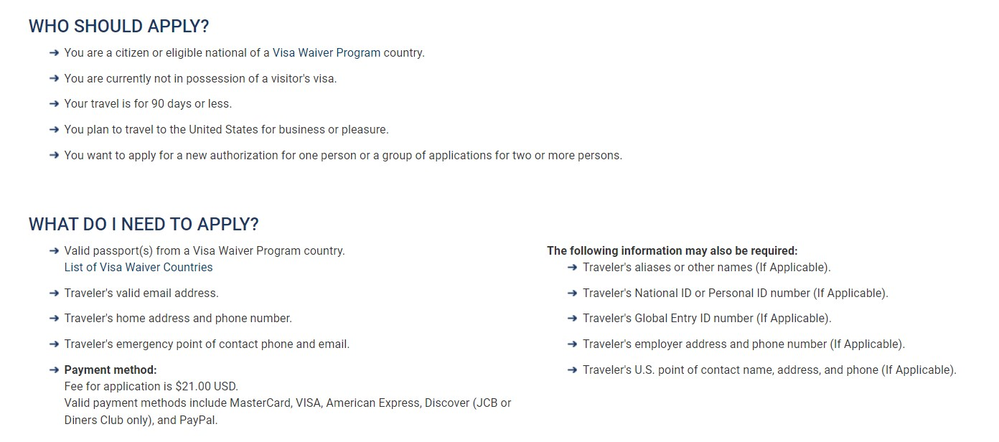 WHO SHOULD APPLY?
You are a citizen or eligible national of a Visa Waiver Program country.
You are currently not in possession of a visitor's visa.
Your travel is for 90 days or less.
You plan to travel to the United States for business or pleasure.
You want to apply for a new authorization for one person or a group of applications for two or more persons.
WHAT DO I NEED TO APPLY?
Valid passport(s) from a Visa Waiver Program country.
List of Visa Waiver Countries
Traveler's valid email address.
Traveler's home address and phone number.
Traveler's emergency point of contact phone and email.
Payment method:
Fee for application is $21.00 USD.
Valid payment methods include MasterCard, VISA, American Express, Discover (JCB or
Diners Club only), and PayPal.
The following information may also be required:
Traveler's aliases or other names (If Applicable).
Traveler's National ID or Personal ID number (If Applicable).
Traveler's Global Entry ID number (If Applicable).
Traveler's employer address and phone number (If Applicable).
Traveler's U.S. point of contact name, address, and phone (If Applicable).